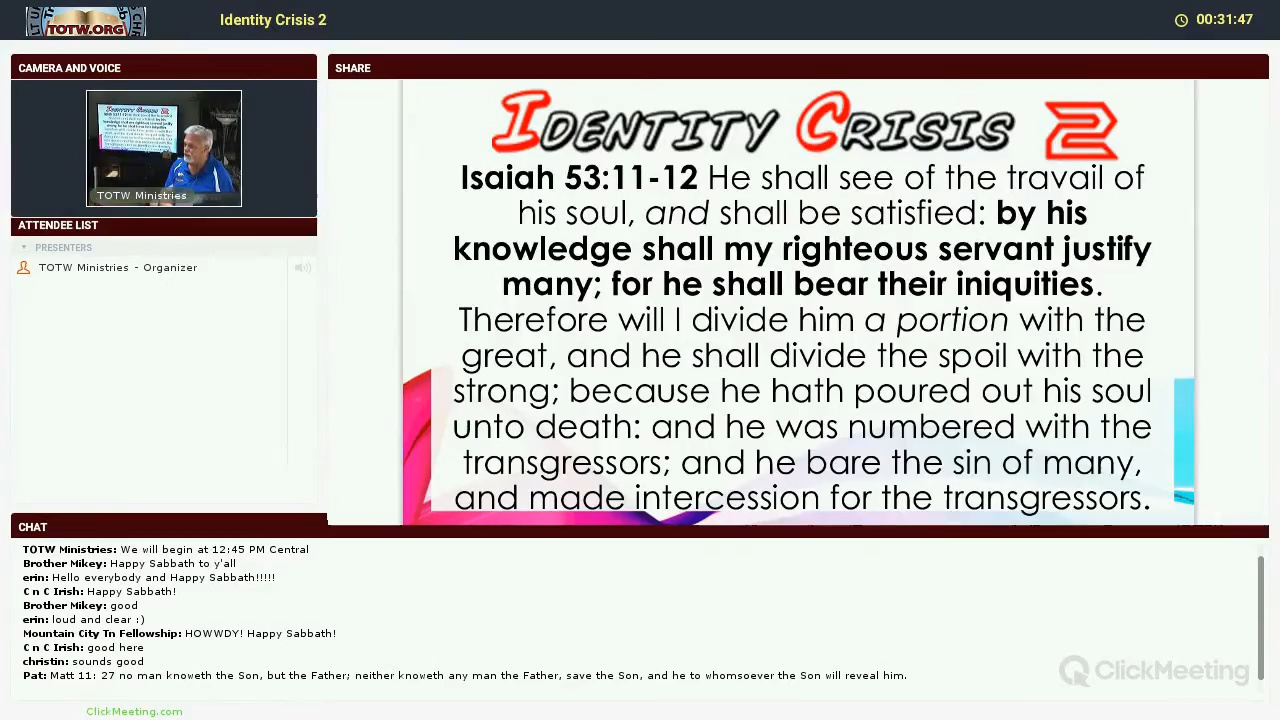 TOTW.ORG
Identity Crisis 2
00:31:47
CAMERA AND VOICE
TOTW Ministries
ATTENDEE LIST
PRESENTERS
TOTW Ministries - Organizer
SHARE
IDENTITY CRISIS 2
Isaiah 53:11-12 He shall see of the travail of
his soul, and shall be satisfied: by his
knowledge shall my righteous servant justify
many; for he shall bear their iniquities.
Therefore will I divide him a portion with the
great, and he shall divide the spoil with the
strong; because he hath poured out his soul
unto death: and he was numbered with the
transgressors; and he bare the sin of many,
and made intercession for the transgressors.
CHAT
TOTW Ministries: We will begin at 12:45 PM Central
Brother Mikey: Happy Sabbath to y'all
erin: Hello everybody and Happy Sabbath!!!!!
C n C Irish: Happy Sabbath!
Brother Mikey: good
erin: loud and clear :)
Mountain City Tn Fellowship: HOWWDY! Happy Sabbath!
C n C Irish: good here
christin: sounds good
Pat: Matt 11: 27 no man knoweth the Son, but the Father; neither knoweth any man the Father, save the Son, and he to whomsoever the Son will reveal him.
ClickMeeting
ClickMeeting.com